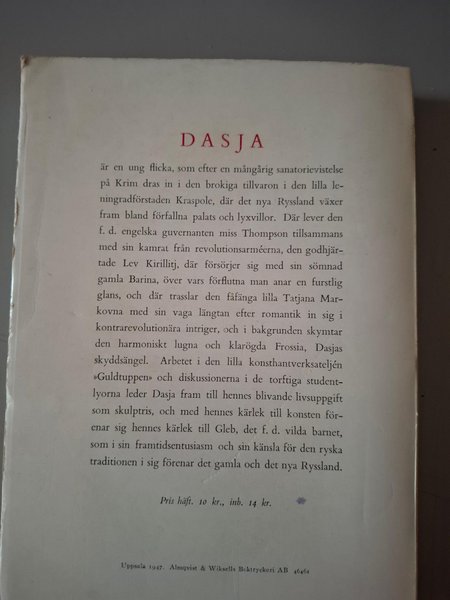 DASJA
är en ung flicka, som efter en mångårig sanatorievistelse
på Krim dras in i den brokiga tillvaron i den lilla le-
ningradförstaden Kraspole, där det nya Ryssland växer
fram bland förfallna palats och lyxvillor. Där lever den
f. d. engelska guvernanten miss Thompson tillsammans
med sin kamrat från revolutionsarméerna, den godhjär-
tade Lev Kirillitj, där försörjer sig med sin sömnad
gamla Barina, över vars förflutna man anar en furstlig
glans, och där trasslar den fåfänga lilla Tatjana Mar-
kovna med sin vaga längtan efter romantik in sig i
kontrarevolutionära intriger, och i bakgrunden skymtar
den harmoniskt lugna och klarögda Frossia, Dasjas
skyddsängel. Arbetet i den lilla konsthantverksateljén
»Guldtuppen» och diskussionerna i de torftiga student-
lyorna leder Dasja fram till hennes blivande livsuppgift
som skulptris, och med hennes kärlek till konsten för-
enar sig hennes kärlek till Gleb, det f. d. vilda barnet,
som i sin framtidsentusiasm och sin känsla för den ryska
traditionen i sig förenar det gamla och det nya Ryssland.
Pris häft. 10 kr., inb. 14 kr.
Uppsala 1947. Almqvist & Wiksells Boktryckeri AB 46461